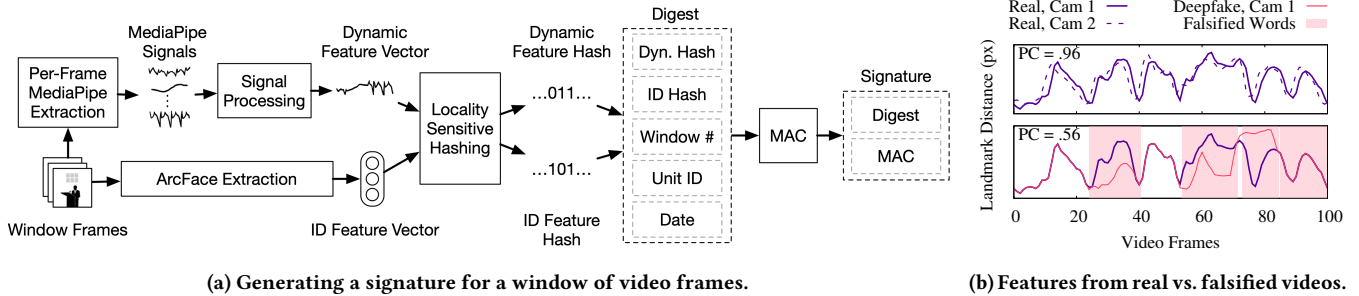 MediaPipe
Signals
Per-Frame
MediaPipe
Extraction
Signal
Processing
Dynamic
Feature Vector
Window Frames
ArcFace Extraction
ID Feature Vector
Locality
Sensitive
Hashing
Dynamic
Feature Hash
...011...
...101...
ID Feature
Hash
Digest
Dyn. Hash
ID Hash
Window #
Unit ID
Date
MAC
Signature
Digest
MAC
(a) Generating a signature for a window of video frames.
Real, Cam 1
Real, Cam 2
Deepfake, Cam 1
Falsified Words
Landmark Distance (px)
PC = .96
PC = .56
0 20 40 60 80 100
Video Frames
(b) Features from real vs. falsified videos.